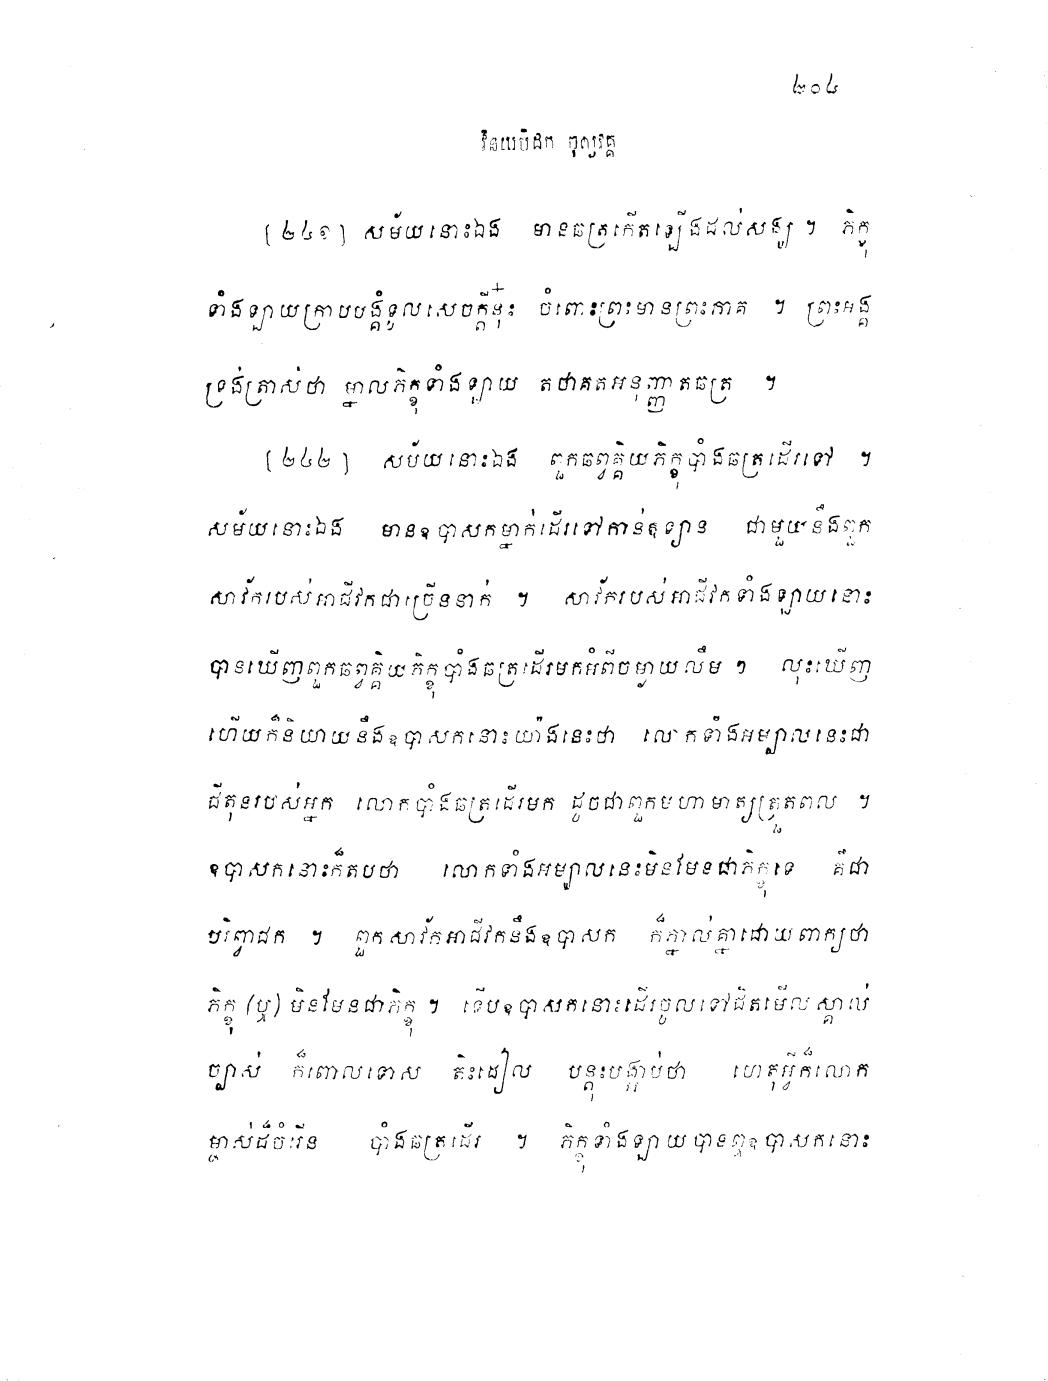 ២០៤
វិនយបិដក ចុល្លវគ្គ
[២៤១] សម័យនោះឯង មានឆត្រកើតឡើងដល់សង្ឃ ។ ភិក្ខុ
ទាំងឡាយក្រាបបង្គំទូលសេចក្តីនុ៎ះ ចំពោះព្រះមានព្រះភាគ ។ ព្រះអង្គ
ទ្រង់ត្រាស់ថា ម្នាលភិក្ខុទាំងឡាយ តថាគតអនុញ្ញាតឆត្រ ។
[២៤២] សម័យនោះឯង ពួកឆព្វគ្គិយភិក្ខុបាំងឆត្រដើរទៅ ។
សម័យនោះឯង មានឧបាសកម្នាក់ដើរទៅកាន់ឧទ្យាន ជាមួយនឹងពួក
សាវ័ករបស់អាជីវកជាច្រើននាក់ ។ សាវ័ករបស់អាជីវកទាំងឡាយនោះ
បានឃើញពួកឆព្វគ្គិយភិក្ខុបាំងឆត្រដើរមកអំពីចម្ងាយលឹម ៗ លុះឃើញ
ហើយក៏និយាយនឹងឧបាសកនោះយ៉ាងនេះថា លោកទាំងអម្បាលនេះជា
ជីតុនរបស់អ្នក លោកបាំងឆត្រដើរមក ដូចជាពួកមហាមាត្យត្រួតពល ។
ឧបាសកនោះក៏តបថា លោកទាំងអម្បាលនេះមិនមែនជាភិក្ខុទេ គឺជា
បរិព្វាជក ។ ពួកសាវ័កអាជីវកនឹងឧបាសក ក៏ភ្នាល់គ្នាដោយពាក្យថា
ភិក្ខុ (ឬ) មិនមែនជាភិក្ខុ ។ ទើបឧបាសកនោះដើរចូលទៅជិតមើលស្គាល់
ច្បាស់ ក៏ពោលទោស តិះដៀល បន្តុះបង្អាប់ថា ហេតុអ្វីក៏លោក
ម្ចាស់ដ៏ចំរើន បាំងឆត្រដើរ ។ ភិក្ខុទាំងឡាយបានឮឧបាសកនោះ